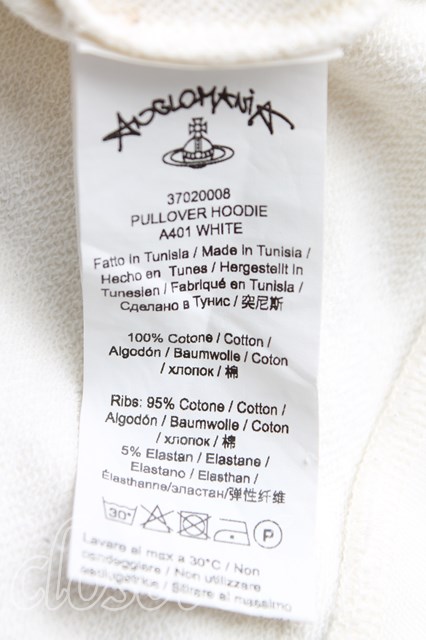 ANGLOMANIA
37020008
PULLOVER HOODIE
A401 WHITE
Fatto in Tunisia / Made in Tunisia /
Hecho en Tunes / Hergestellt in
Tunesien / Fabriqué en Tunisia /
Сделано в Тунис / 突尼斯
100% Cotone / Cotton /
Algodón / Baumwolle / Coton
/ хлопок / 棉
Ribs: 95% Cotone / Cotton /
Algodón / Baumwolle / Coton
/ хлопок / 棉
5% Elastan / Elastane /
Elastano / Elasthan /
Élasthanne/эластан/弹性纤维
30° P
Lavare al max a 30°C / Non
candeggiare / Non utilizzare
asciugatrice / Stirare al massimo
closet